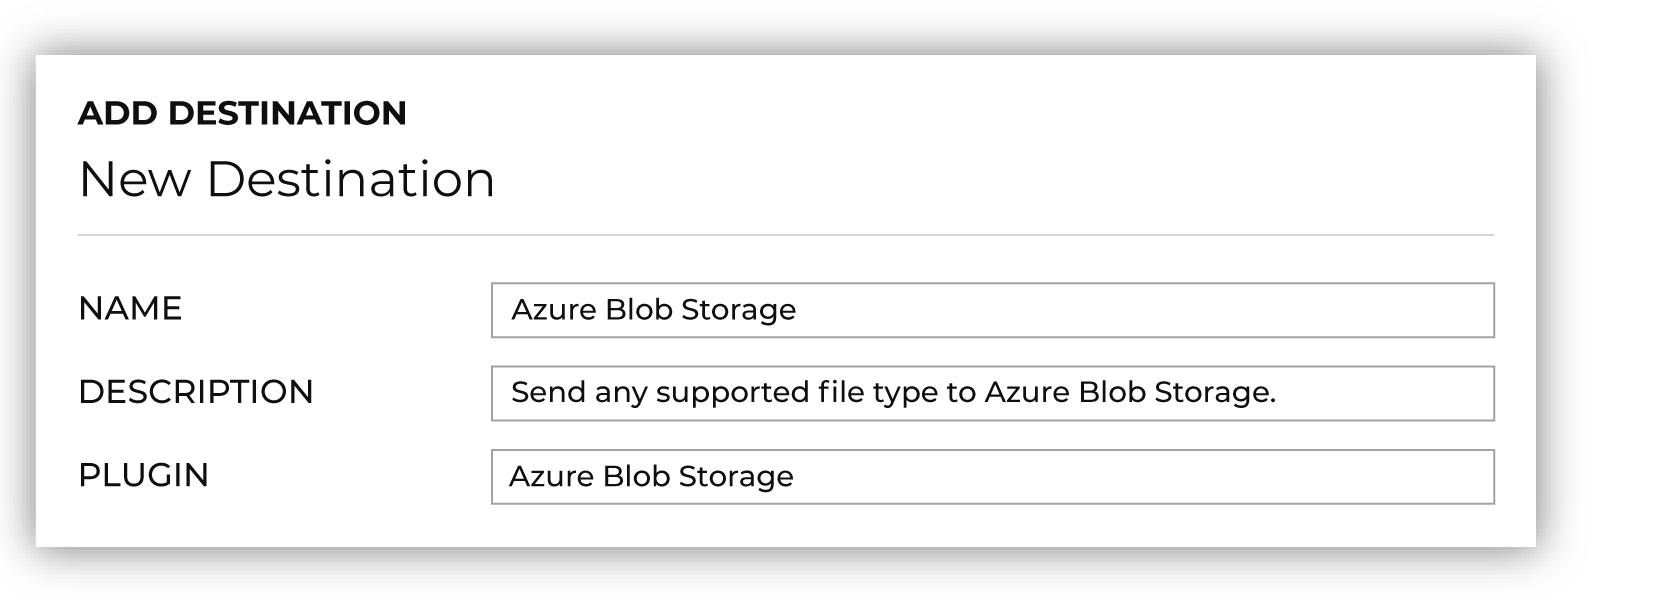 ADD DESTINATION
New Destination
NAME
Azure Blob Storage
DESCRIPTION
Send any supported file type to Azure Blob Storage.
PLUGIN
Azure Blob Storage